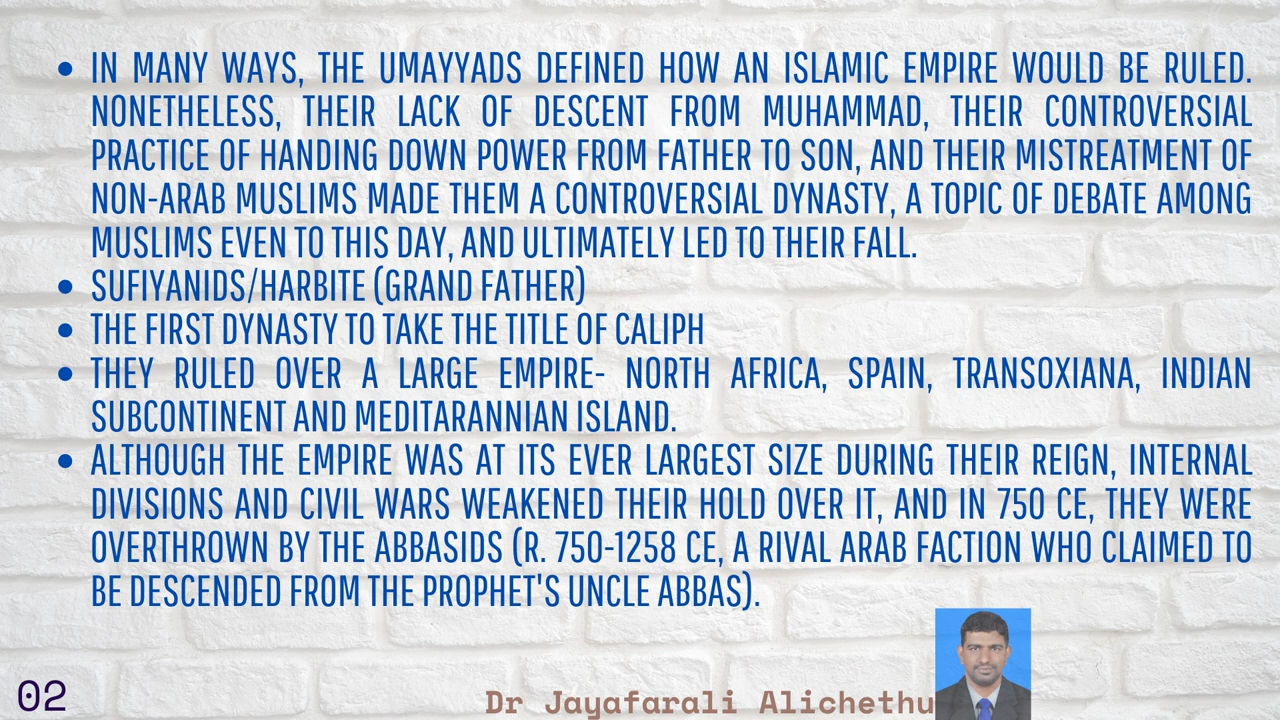 • IN MANY WAYS, THE UMAYYADS DEFINED HOW AN ISLAMIC EMPIRE WOULD BE RULED.
NONETHELESS, THEIR LACK OF DESCENT FROM MUHAMMAD, THEIR CONTROVERSIAL
PRACTICE OF HANDING DOWN POWER FROM FATHER TO SON, AND THEIR MISTREATMENT OF
NON-ARAB MUSLIMS MADE THEM A CONTROVERSIAL DYNASTY, A TOPIC OF DEBATE AMONG
MUSLIMS EVEN TO THIS DAY, AND ULTIMATELY LED TO THEIR FALL.
• SUFIYANIDS/HARBITE (GRAND FATHER)
• THE FIRST DYNASTY TO TAKE THE TITLE OF CALIPH
• THEY RULED OVER A LARGE EMPIRE- NORTH AFRICA, SPAIN, TRANSOXIANA, INDIAN
SUBCONTINENT AND MEDITARANNIAN ISLAND.
• ALTHOUGH THE EMPIRE WAS AT ITS EVER LARGEST SIZE DURING THEIR REIGN, INTERNAL
DIVISIONS AND CIVIL WARS WEAKENED THEIR HOLD OVER IT, AND IN 750 CE, THEY WERE
OVERTHROWN BY THE ABBASIDS (R. 750-1258 CE, A RIVAL ARAB FACTION WHO CLAIMED TO
BE DESCENDED FROM THE PROPHET'S UNCLE ABBAS).
02
Dr Jayafarali Alichethu